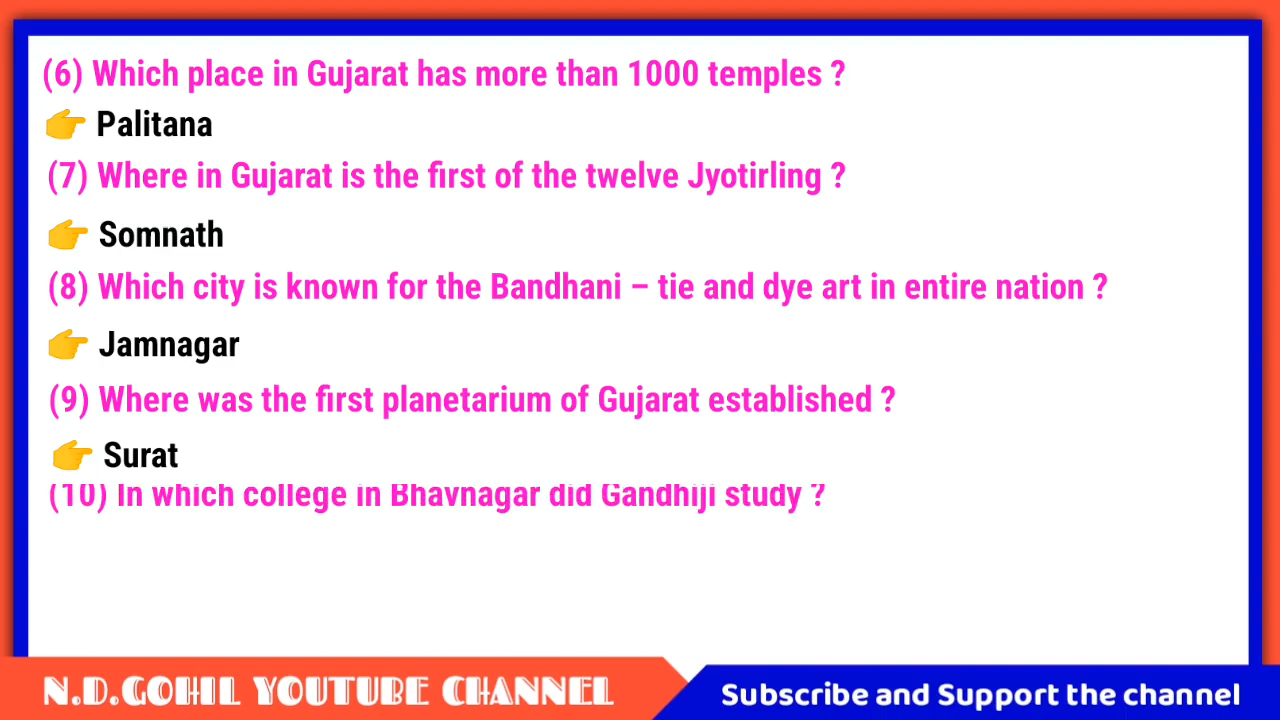 (6) Which place in Gujarat has more than 1000 temples ?
👉 Palitana
(7) Where in Gujarat is the first of the twelve Jyotirling ?
👉 Somnath
(8) Which city is known for the Bandhani – tie and dye art in entire nation ?
👉 Jamnagar
(9) Where was the first planetarium of Gujarat established ?
👉 Surat
(10) In which college in Bhavnagar did Gandhiji study ?
N.D.GOHIL YOUTUBE CHANNEL
Subscribe and Support the channel